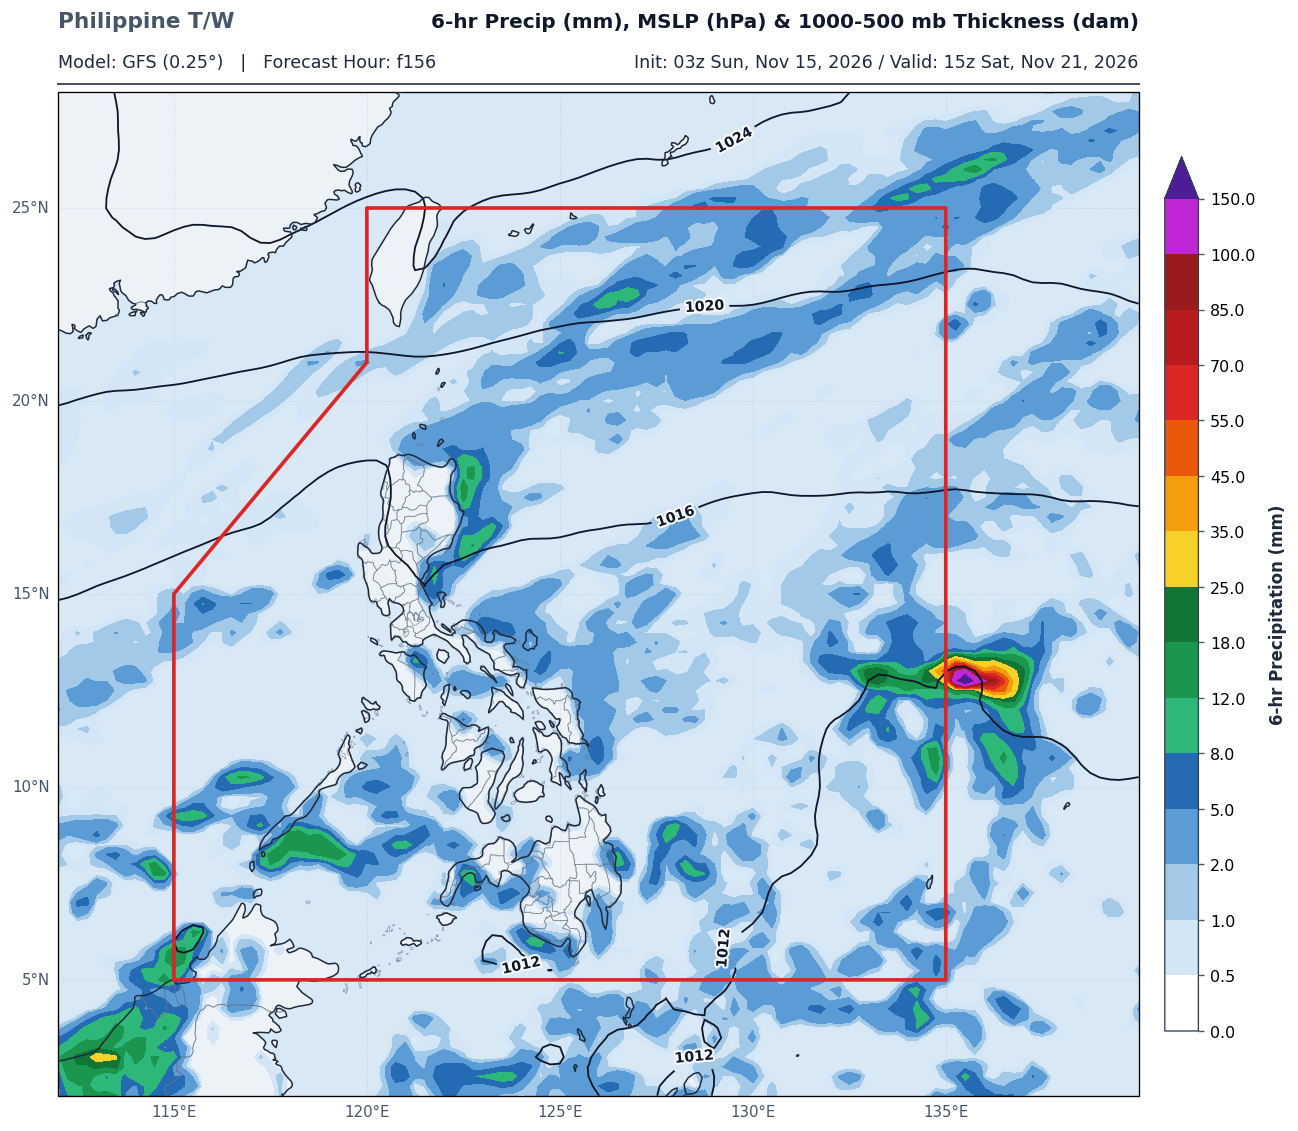 Philippine T/W
6-hr Precip (mm), MSLP (hPa) & 1000-500 mb Thickness (dam)
Model: GFS (0.25°) | Forecast Hour: f156
Init: 03z Sun, Nov 15, 2026 / Valid: 15z Sat, Nov 21, 2026
25°N
20°N
15°N
10°N
5°N
115°E
120°E
125°E
130°E
135°E
1024
1020
1016
1012
1012
1012
150.0
100.0
85.0
70.0
55.0
45.0
35.0
25.0
18.0
12.0
8.0
5.0
2.0
1.0
0.5
0.0
6-hr Precipitation (mm)